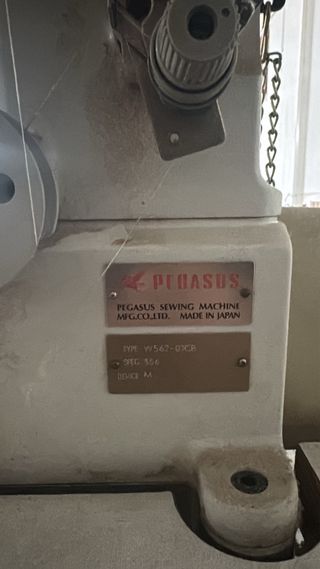 PEGASUS
PEGASUS SEWING MACHINE
MFG.CO.,LTD. MADE IN JAPAN
TYPE W562-01CB
SPEC 356
DEVICE M